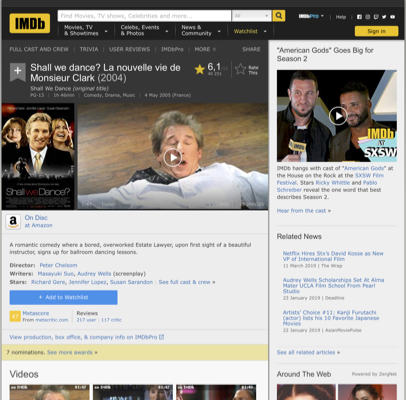 IMDb
Find Movies, TV shows, Celebrities and more...
All
IMDbPro
Help
Movies, TV & Showtimes
Celebs, Events & Photos
News & Community
Watchlist
Sign in
FULL CAST AND CREW | TRIVIA | USER REVIEWS | IMDbPro | MORE
SHARE
Shall we dance? La nouvelle vie de
Monsieur Clark (2004)
Shall We Dance (original title)
PG-13 | 1h 46min | Comedy, Drama, Music | 4 May 2005 (France)
6,1
Rate
This
Shall we Dance?
On Disc
at Amazon
A romantic comedy where a bored, overworked Estate Lawyer, upon first sight of a beautiful
instructor, signs up for ballroom dancing lessons.
Director: Peter Chelsom
Writers: Masayuki Suo, Audrey Wells (screenplay)
Stars: Richard Gere, Jennifer Lopez, Susan Sarandon | See full cast & crew »
+ Add to Watchlist
47
Metascore
From metacritic.com
Reviews
217 user | 117 critic
View production, box office, & company info on IMDbPro
7 nominations. See more awards »
Videos
"American Gods" Goes Big for
Season 2
IMDb
at
SXSW
IMDb hangs with cast of "American Gods" at
the House on the Rock at the SXSW Film
Festival. Stars Ricky Whittle and Pablo
Schreiber reveal the one word that best
describes Season 2.
Hear from the cast »
Related News
Netflix Hires Stx's David Kosse as New
VP of International Film
11 March 2019 | The Wrap
Audrey Wells Scholarships Set At Alma
Mater UCLA Film School From Pearl
Studio
23 January 2019 | Deadline
Artists' Choice #11: Kanji Furutachi
[actor] lists his 10 Favorite Japanese
Movies
22 January 2019 | AsianMoviePulse
See all related articles »
Around The Web
Powered by ZergNet